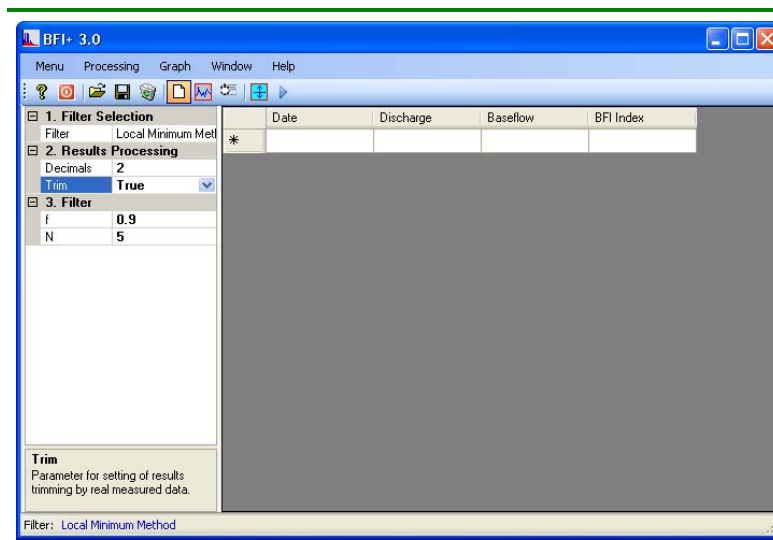 BFI+ 3.0
Menu Processing Graph Window Help
Date Discharge Baseflow BFI Index
1. Filter Selection
Filter Local Minimum Metl
2. Results Processing
Decimals 2
Trim True
3. Filter
f 0.9
N 5
Trim
Parameter for setting of results
trimming by real measured data.
Filter: Local Minimum Method